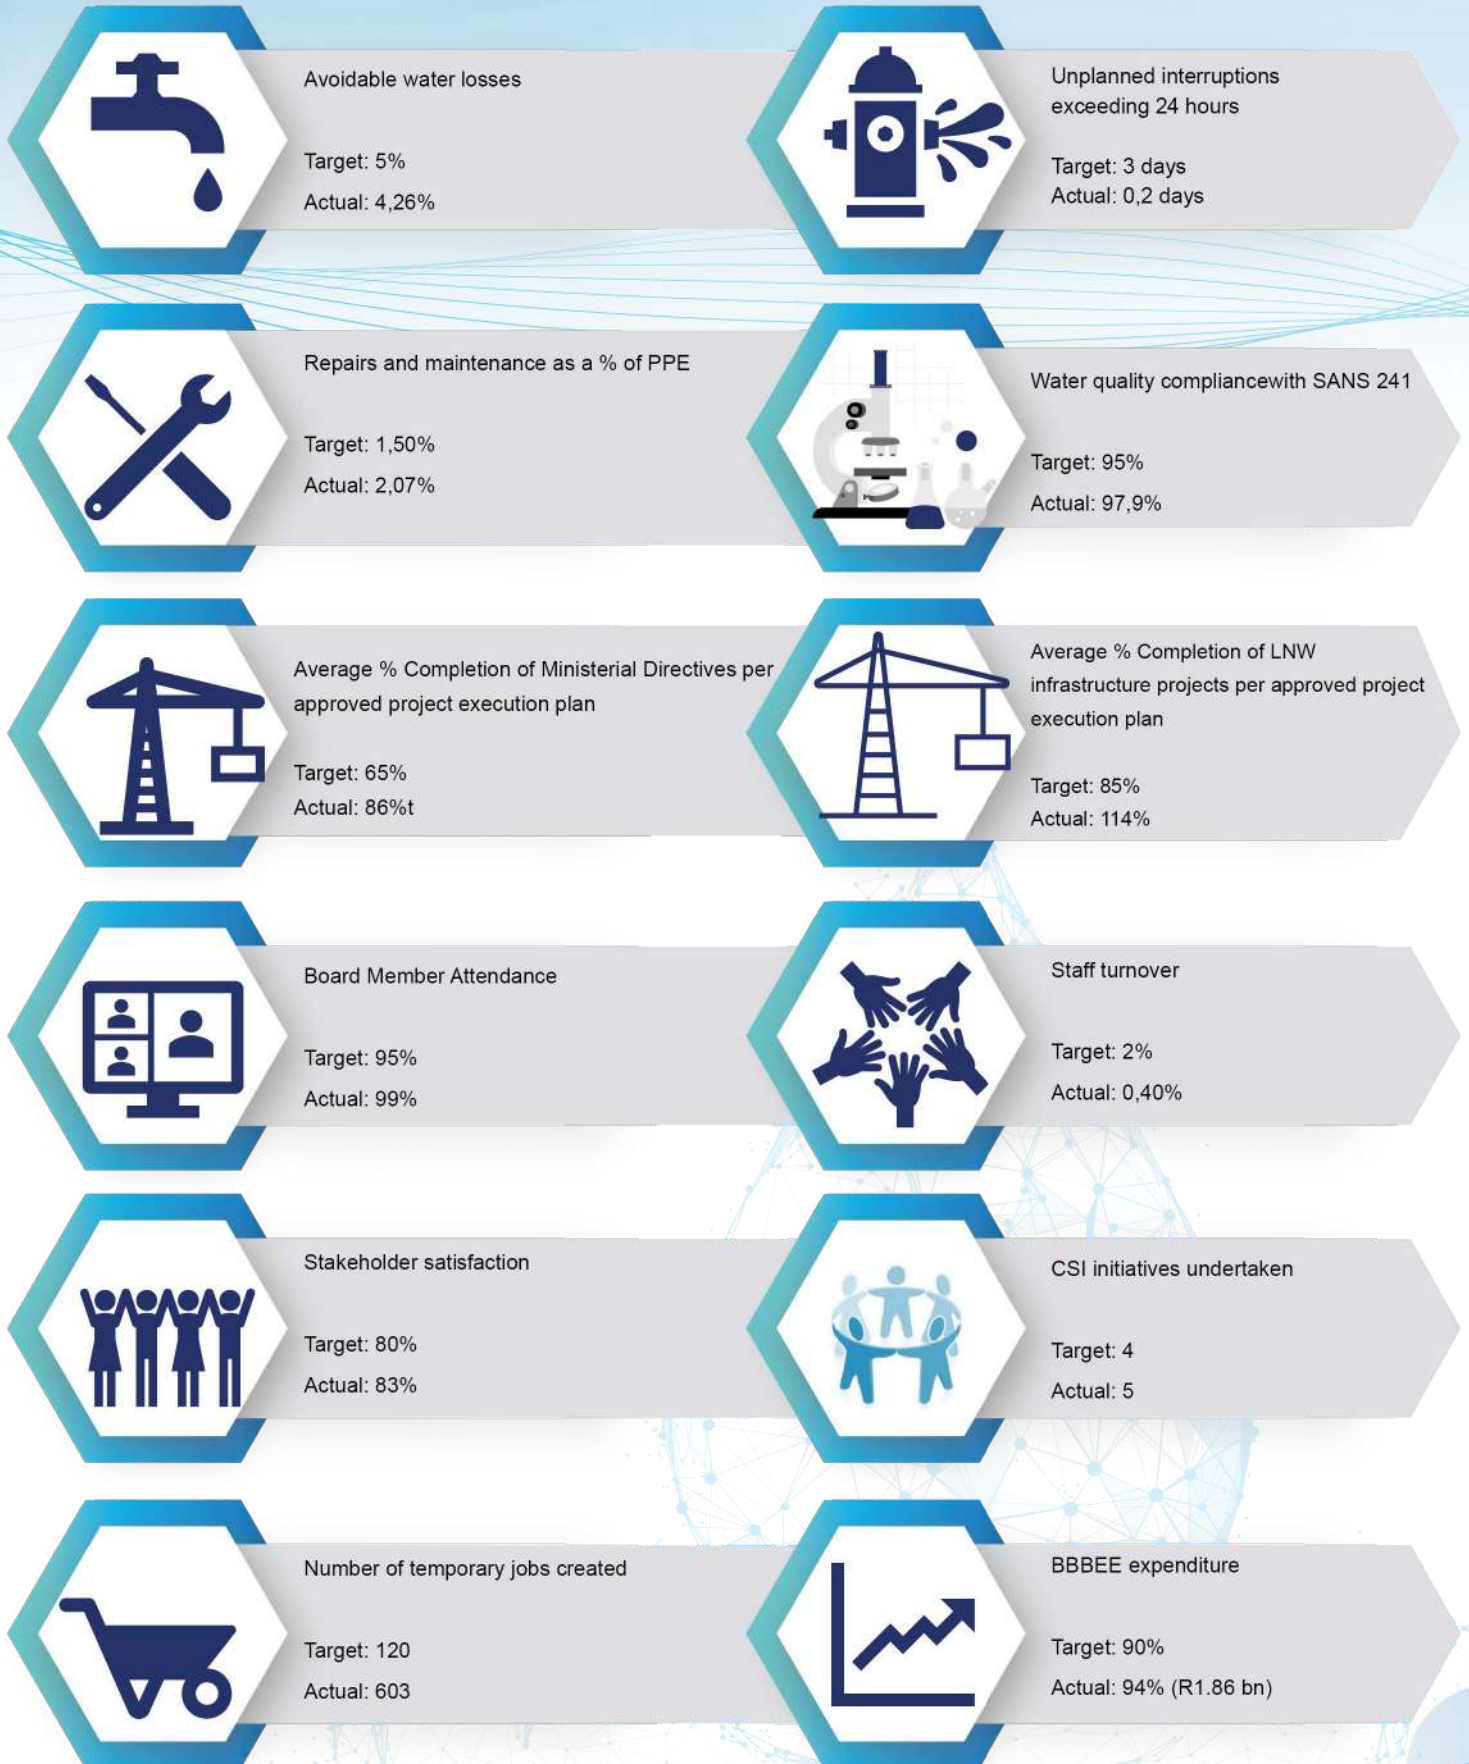 Avoidable water losses
Target: 5%
Actual: 4,26%
Unplanned interruptions
exceeding 24 hours
Target: 3 days
Actual: 0,2 days
Repairs and maintenance as a % of PPE
Target: 1,50%
Actual: 2,07%
Water quality compliancewith SANS 241
Target: 95%
Actual: 97,9%
Average % Completion of Ministerial Directives per
approved project execution plan
Target: 65%
Actual: 86%t
Average % Completion of LNW
infrastructure projects per approved project
execution plan
Target: 85%
Actual: 114%
Board Member Attendance
Target: 95%
Actual: 99%
Staff turnover
Target: 2%
Actual: 0,40%
Stakeholder satisfaction
Target: 80%
Actual: 83%
CSI initiatives undertaken
Target: 4
Actual: 5
Number of temporary jobs created
Target: 120
Actual: 603
BBBEE expenditure
Target: 90%
Actual: 94% (R1.86 bn)